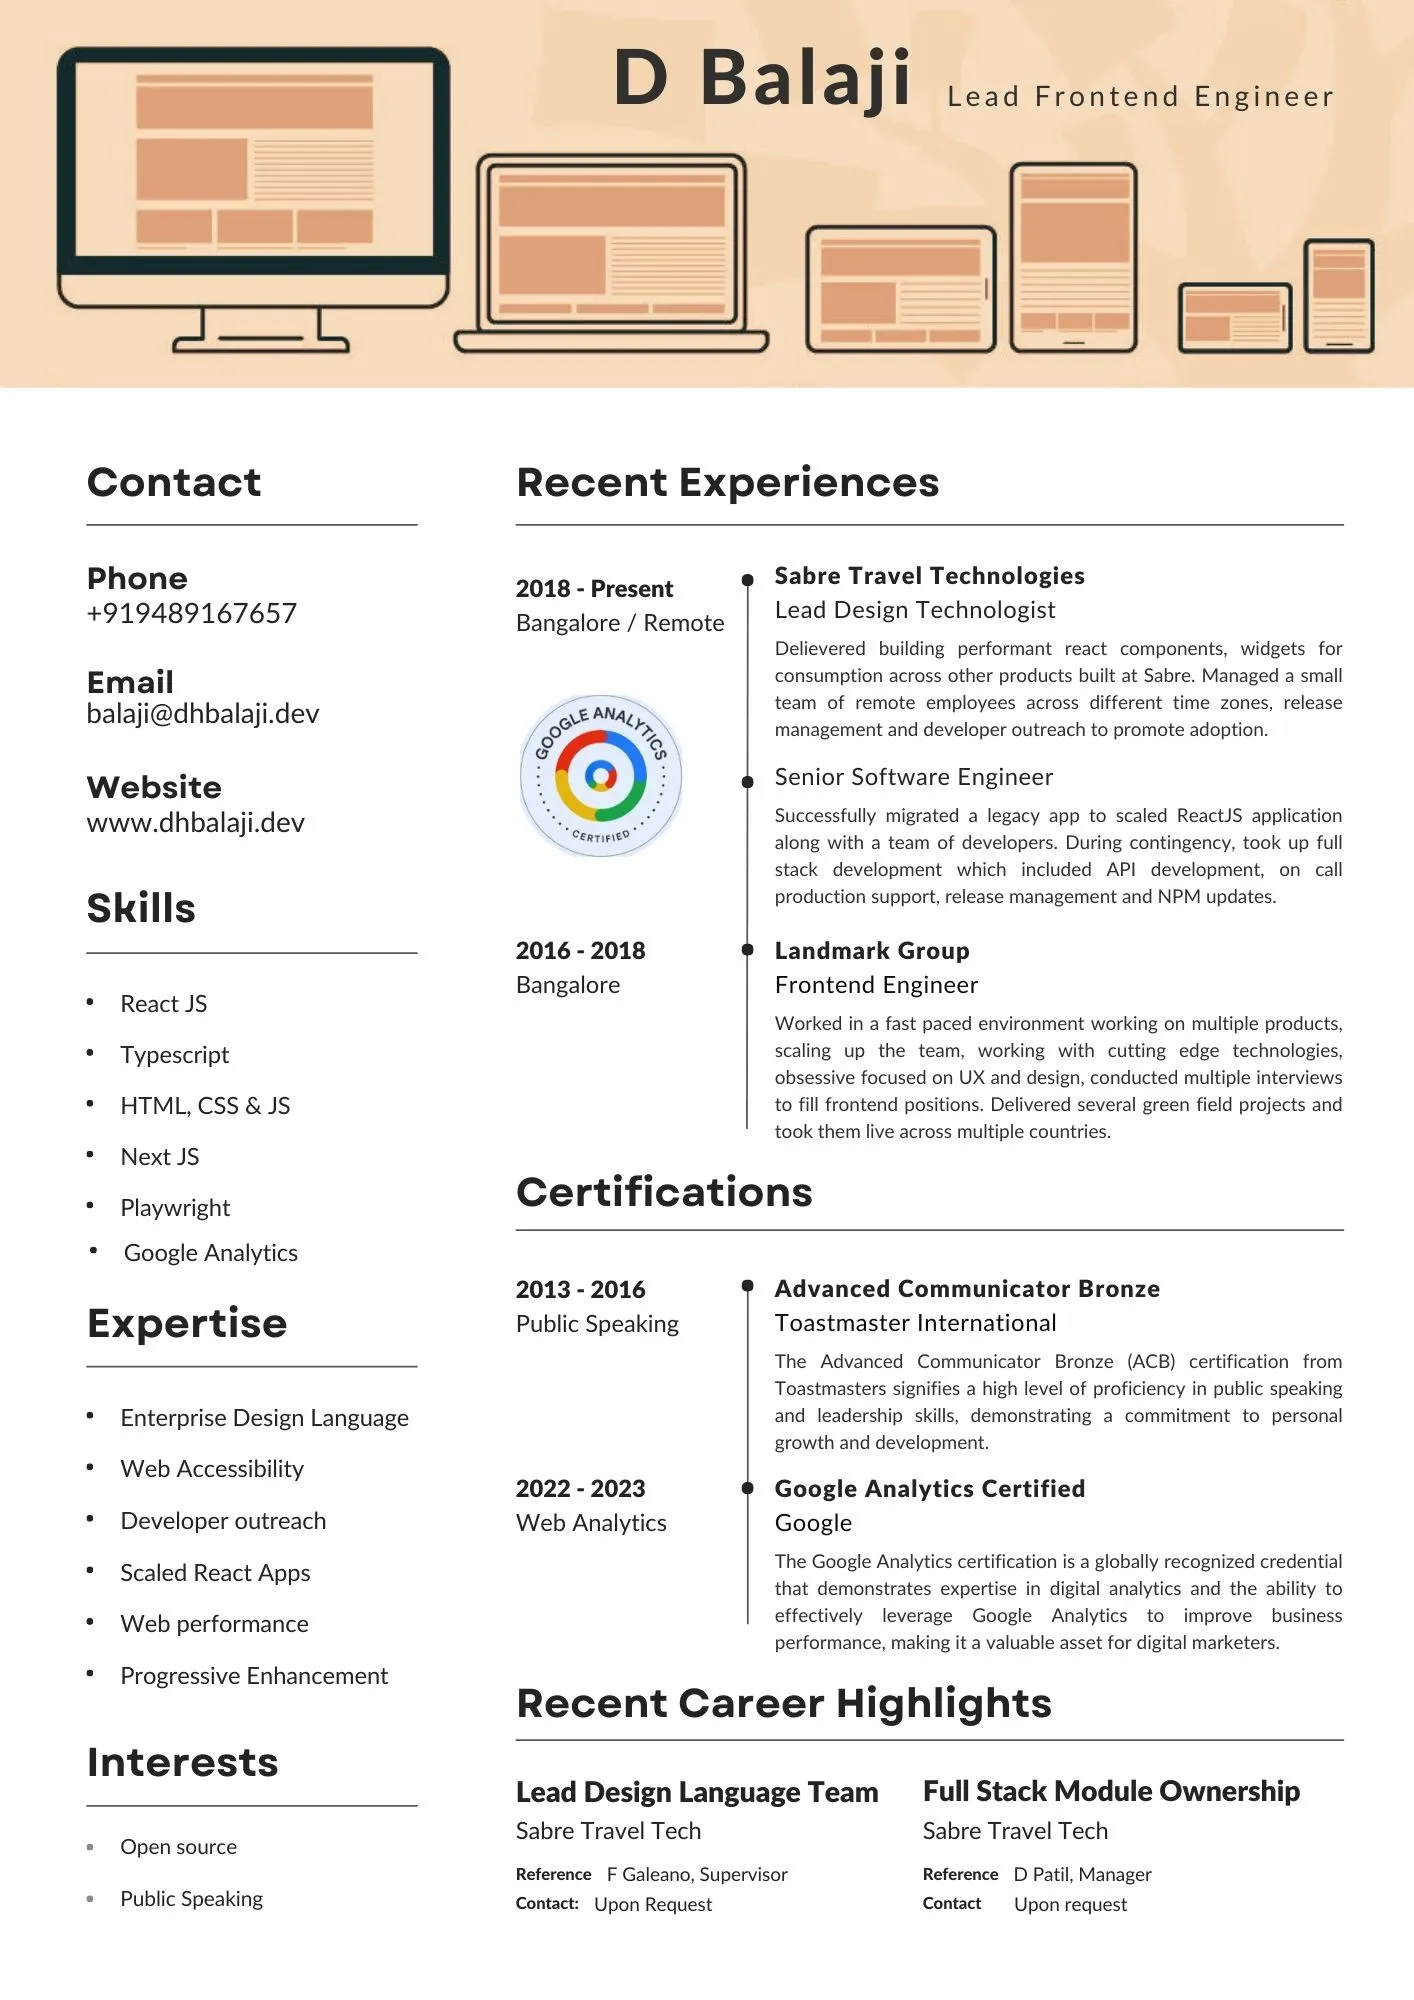 D Balaji Lead Frontend Engineer
Contact
Phone
+919489167657
Email
balaji@dhbalaji.dev
Website
www.dhbalaji.dev
Skills
• React JS
• Typescript
• HTML, CSS & JS
• Next JS
• Playwright
• Google Analytics
Expertise
• Enterprise Design Language
• Web Accessibility
• Developer outreach
• Scaled React Apps
• Web performance
• Progressive Enhancement
Interests
• Open source
• Public Speaking
Recent Experiences
2018 - Present
Bangalore / Remote
GOOGLE ANALYTICS
CERTIFIED
Sabre Travel Technologies
Lead Design Technologist
Delievered building performant react components, widgets for
consumption across other products built at Sabre. Managed a small
team of remote employees across different time zones, release
management and developer outreach to promote adoption.
Senior Software Engineer
Successfully migrated a legacy app to scaled ReactJS application
along with a team of developers. During contingency, took up full
stack development which included API development, on call
production support, release management and NPM updates.
2016 - 2018
Bangalore
Landmark Group
Frontend Engineer
Worked in a fast paced environment working on multiple products,
scaling up the team, working with cutting edge technologies,
obsessive focused on UX and design, conducted multiple interviews
to fill frontend positions. Delivered several green field projects and
took them live across multiple countries.
Certifications
2013 - 2016
Public Speaking
Advanced Communicator Bronze
Toastmaster International
The Advanced Communicator Bronze (ACB) certification from
Toastmasters signifies a high level of proficiency in public speaking
and leadership skills, demonstrating a commitment to personal
growth and development.
2022 - 2023
Web Analytics
Google Analytics Certified
Google
The Google Analytics certification is a globally recognized credential
that demonstrates expertise in digital analytics and the ability to
effectively leverage Google Analytics to improve business
performance, making it a valuable asset for digital marketers.
Recent Career Highlights
Lead Design Language Team
Sabre Travel Tech
Reference F Galeano, Supervisor
Contact: Upon Request
Full Stack Module Ownership
Sabre Travel Tech
Reference D Patil, Manager
Contact Upon request